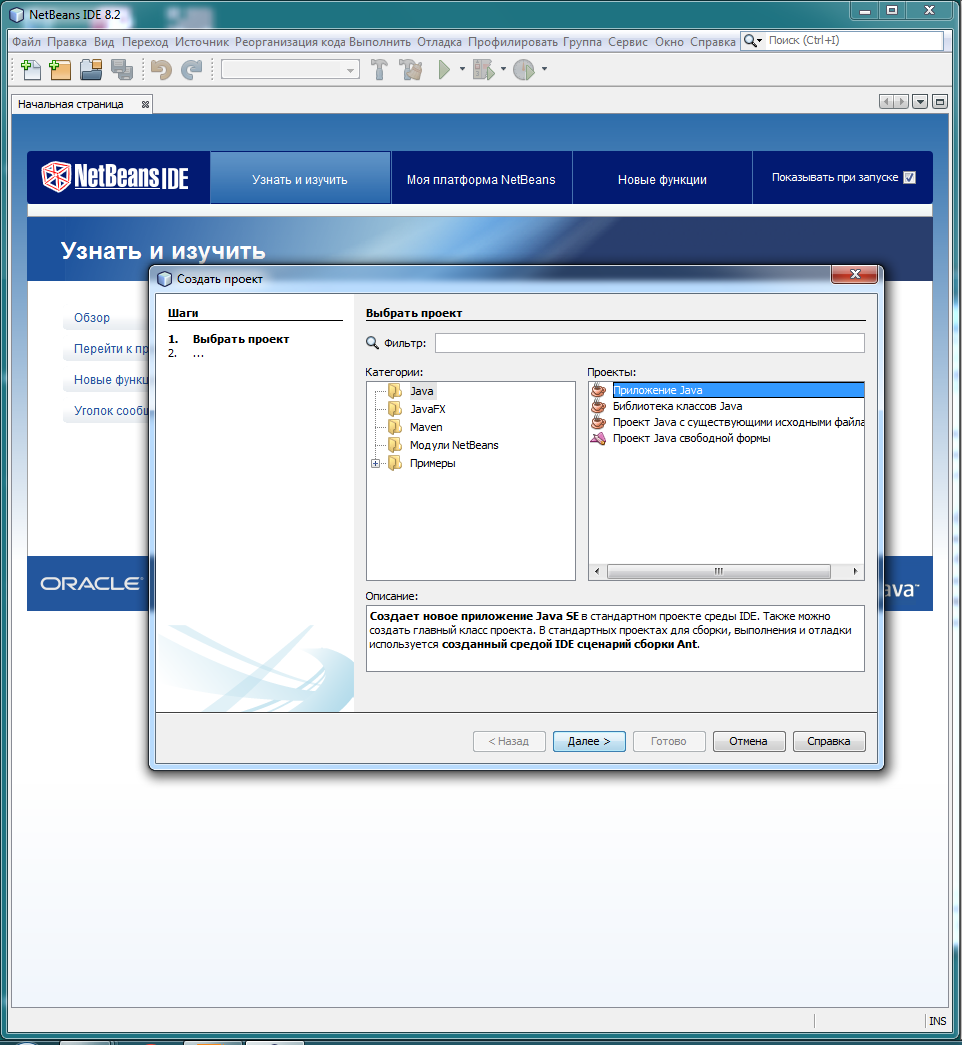 NetBeans IDE 8.2
Файл Правка Вид Переход Источник Реорганизация кода Выполнить Отладка Профилировать Группа Сервис Окно Справка Поиск (Ctrl+I)
Начальная страница
NetBeans IDE Узнать и изучить Моя платформа NetBeans Новые функции Показывать при запуске
Узнать и изучить
Обзор
Перейти к пр
Новые функц
Уголок сообщ
ORACLE
ava™
Создать проект
Шаги
1. Выбрать проект
2. ...
Выбрать проект
Фильтр:
Категории:
Java
JavaFX
Maven
Модули NetBeans
Примеры
Проекты:
Приложение Java
Библиотека классов Java
Проект Java с существующими исходными файла
Проект Java свободной формы
Описание:
Создает новое приложение Java SE в стандартном проекте среды IDE. Также можно
создать главный класс проекта. В стандартных проектах для сборки, выполнения и отладки
используется созданный средой IDE сценарий сборки Ant.
< Назад Далее > Готово Отмена Справка
INS